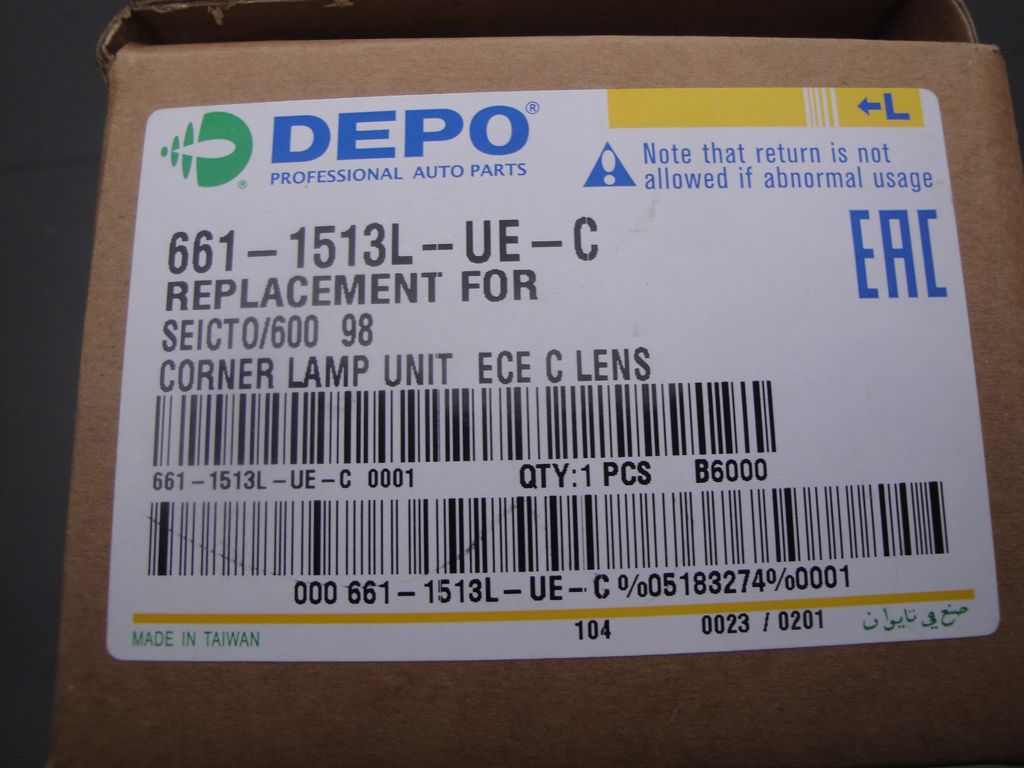 DEPO®
PROFESSIONAL AUTO PARTS
←L
Note that return is not
allowed if abnormal usage
EAC
661-1513L--UE-C
REPLACEMENT FOR
SEICTO/600 98
CORNER LAMP UNIT ECE C LENS
661-1513L-UE-C 0001 QTY:1 PCS B6000
000 661-1513L-UE-C%05183274%0001
MADE IN TAIWAN 104 0023 / 0201 صنع في تايوان